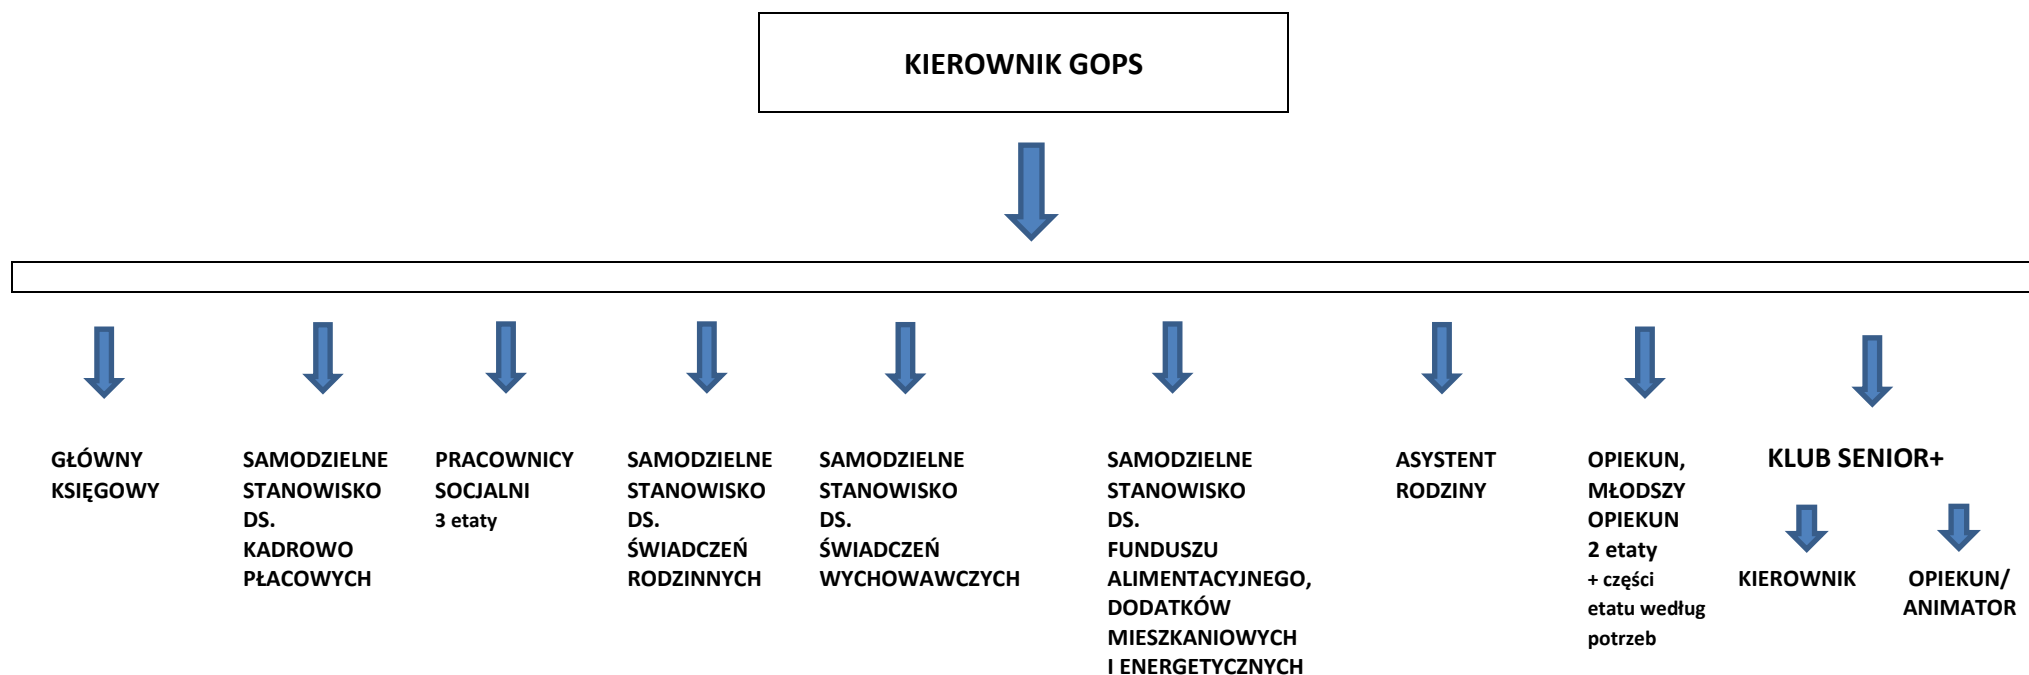 KIEROWNIK GOPS
GŁÓWNY
KSIĘGOWY
SAMODZIELNE
STANOWISKO
DS.
KADROWO
PŁACOWYCH
PRACOWNICY
SOCJALNI
3 etaty
SAMODZIELNE
STANOWISKO
DS.
ŚWIADCZEŃ
RODZINNYCH
SAMODZIELNE
STANOWISKO
DS.
ŚWIADCZEŃ
WYCHOWAWCZYCH
SAMODZIELNE
STANOWISKO
DS.
FUNDUSZU
ALIMENTACYJNEGO,
DODATKÓW
MIESZKANIOWYCH
I ENERGETYCZNYCH
ASYSTENT
RODZINY
OPIEKUN,
MŁODSZY
OPIEKUN
2 etaty
+ części
etatu według
potrzeb
KLUB SENIOR+
KIEROWNIK
OPIEKUN/
ANIMATOR